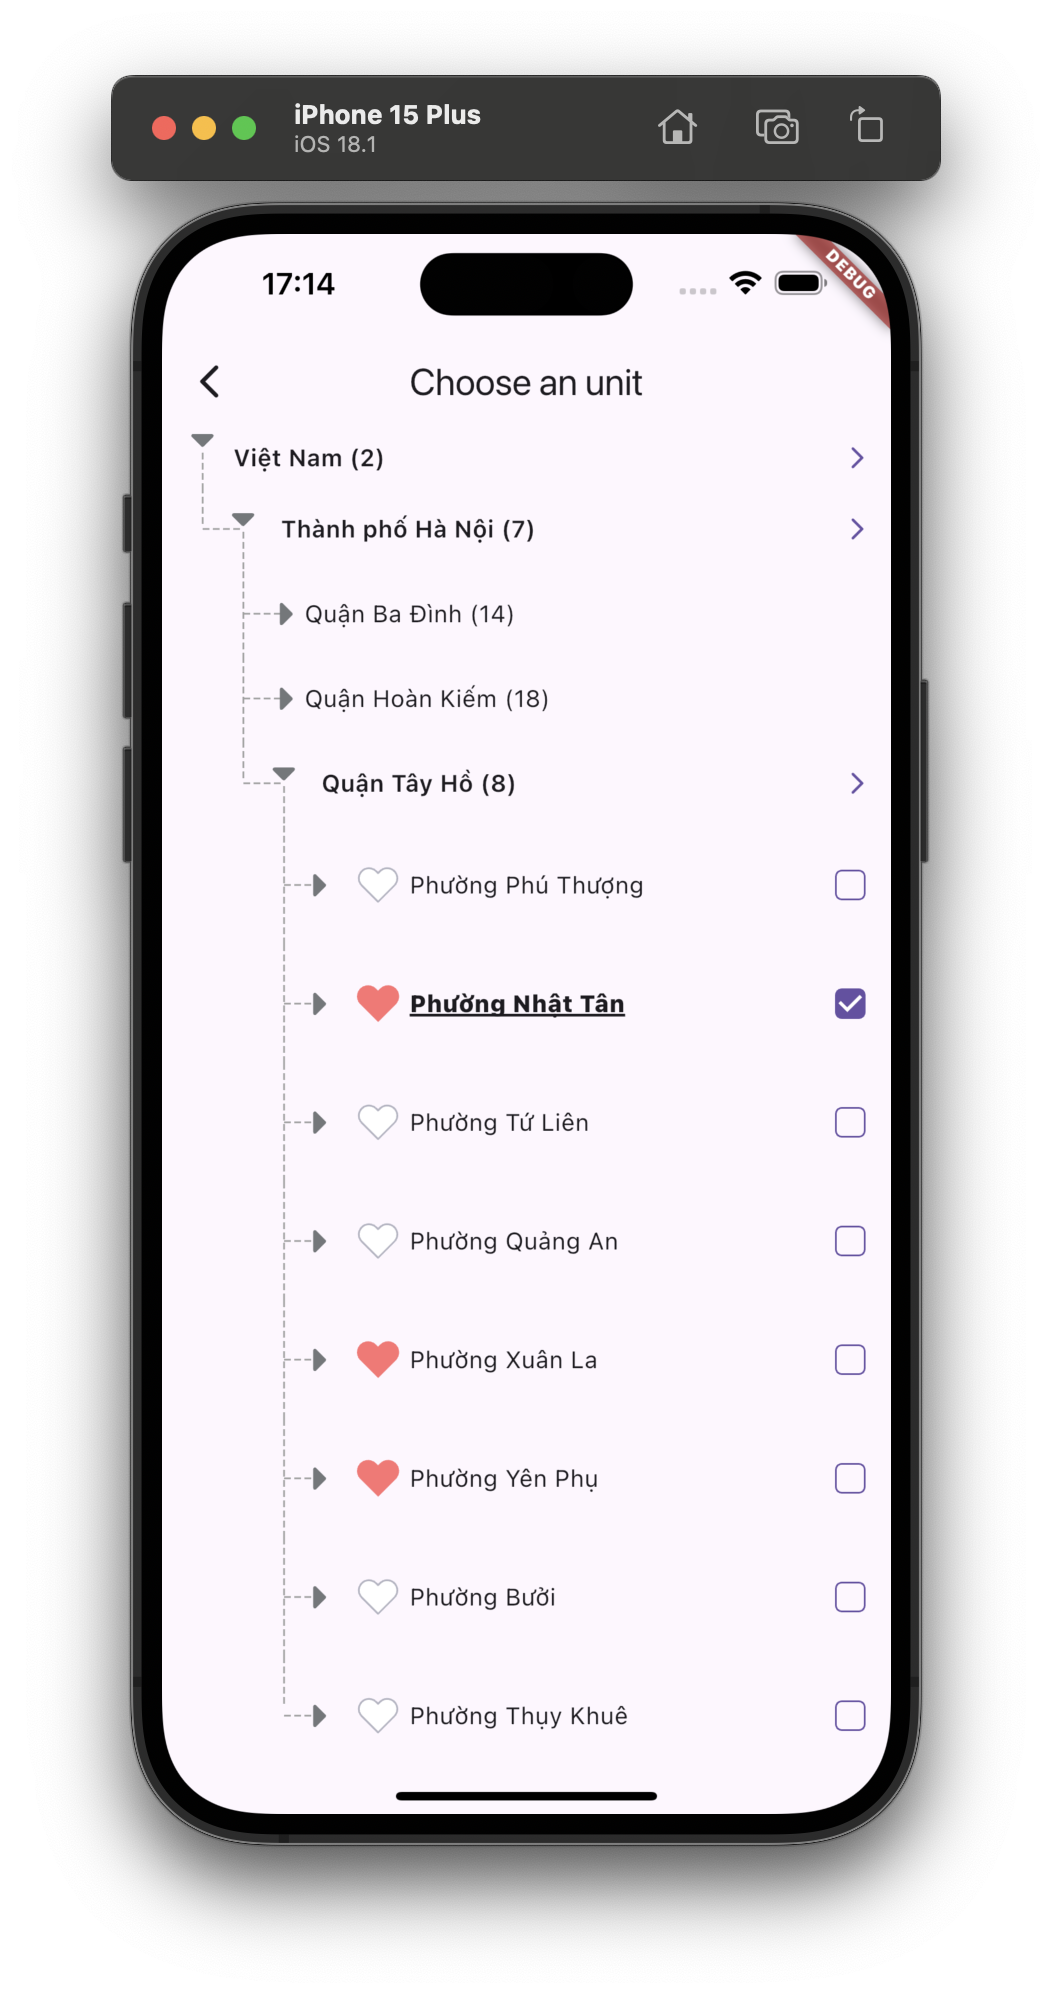 iPhone 15 Plus
iOS 18.1
17:14
DEBUG
Choose an unit
Việt Nam (2)
Thành phố Hà Nội (7)
Quận Ba Đình (14)
Quận Hoàn Kiếm (18)
Quận Tây Hồ (8)
Phường Phú Thượng
Phường Nhật Tân
Phường Tứ Liên
Phường Quảng An
Phường Xuân La
Phường Yên Phụ
Phường Bưởi
Phường Thụy Khuê